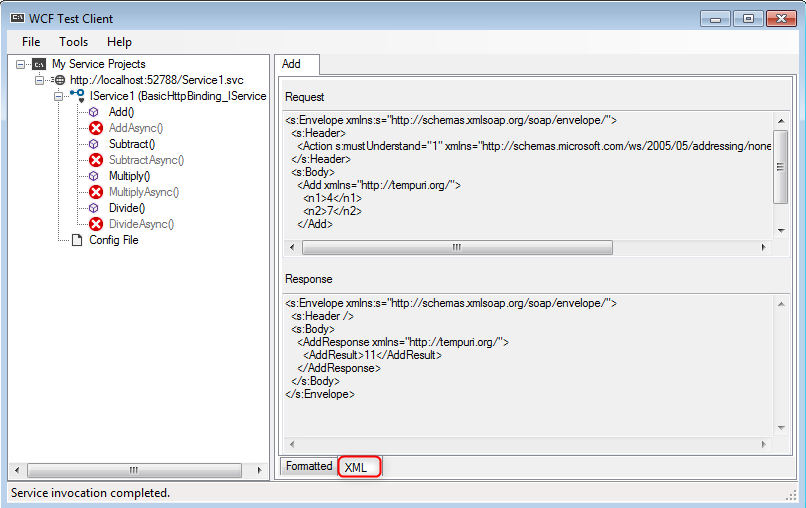 WCF Test Client
File Tools Help
My Service Projects
http://localhost:52788/Service1.svc
IService1 (BasicHttpBinding_IService
Add()
AddAsync()
Subtract()
SubtractAsync()
Multiply()
MultiplyAsync()
Divide()
DivideAsync()
Config File
Add
Request
<s:Envelope xmlns:s="http://schemas.xmlsoap.org/soap/envelope/">
<s:Header>
<Action s:mustUnderstand="1" xmlns="http://schemas.microsoft.com/ws/2005/05/addressing/none
</s:Header>
<s:Body>
<Add xmlns="http://tempuri.org/">
<n1>4</n1>
<n2>7</n2>
</Add>
Response
<s:Envelope xmlns:s="http://schemas.xmlsoap.org/soap/envelope/">
<s:Header />
<s:Body>
<AddResponse xmlns="http://tempuri.org/">
<AddResult>11</AddResult>
</AddResponse>
</s:Body>
</s:Envelope>
Formatted XML
Service invocation completed.